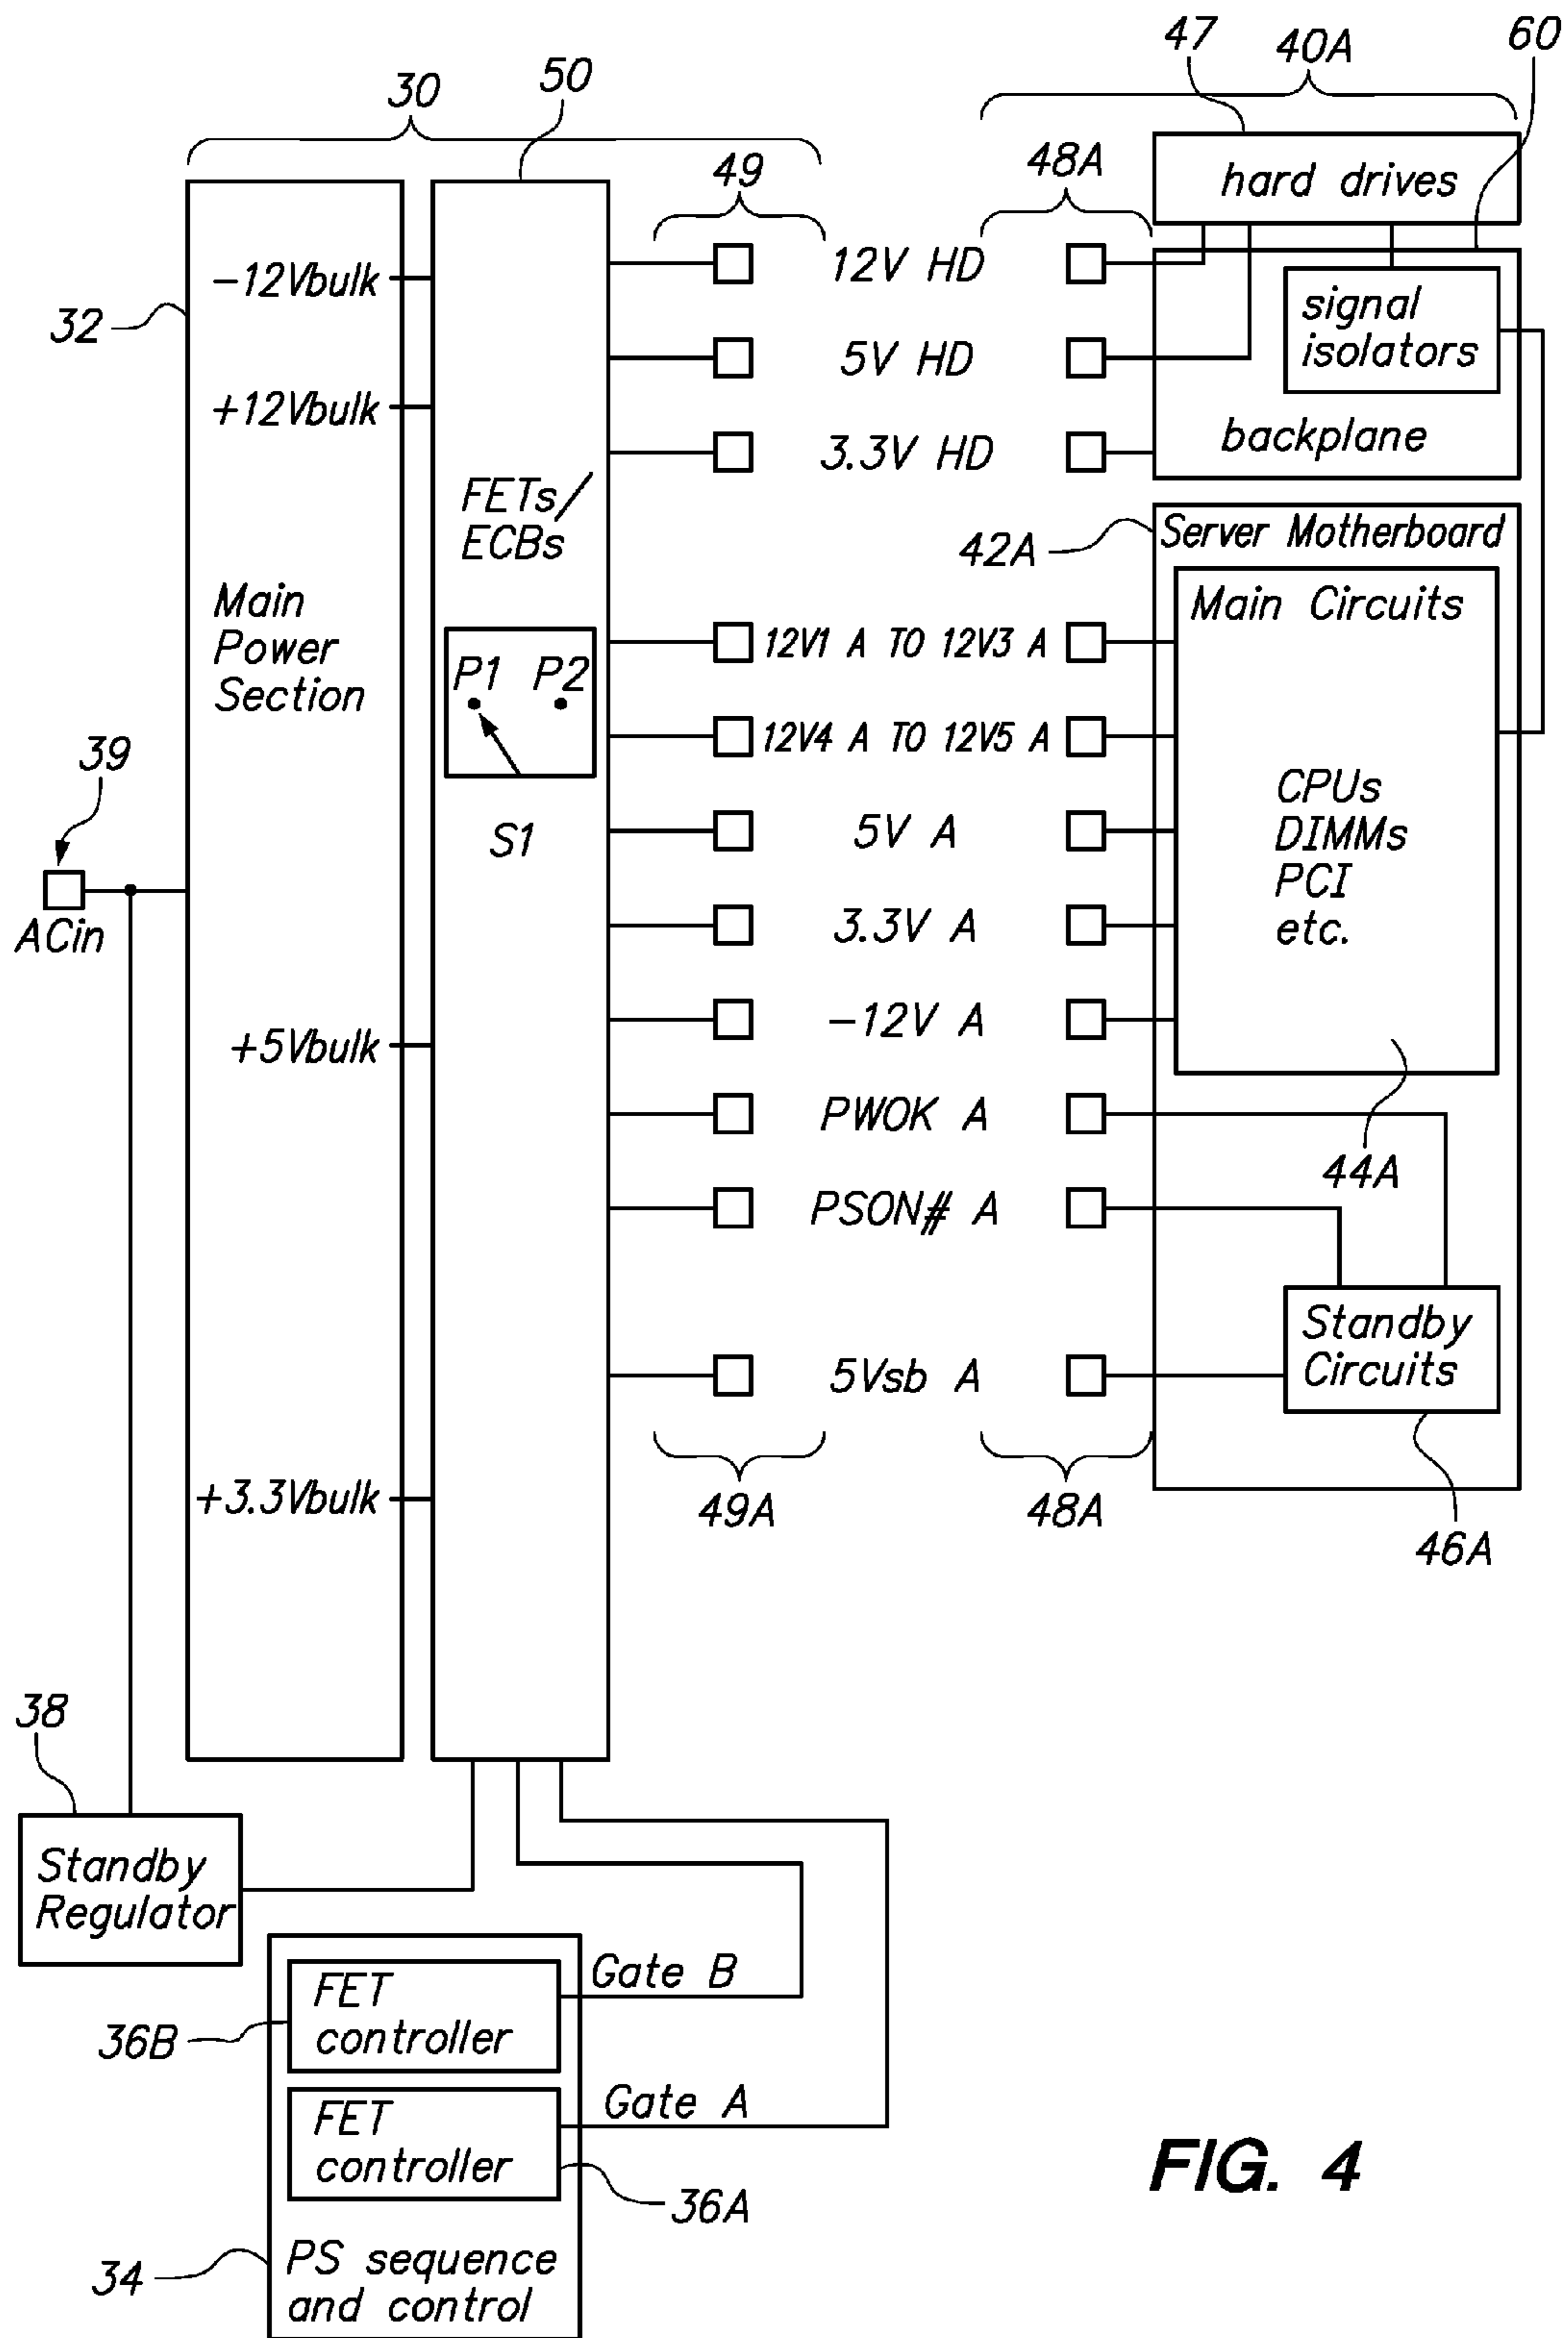 47
40A
60
30
50
49
48A
hard drives
-12Vbulk
12V HD
signal
isolators
32
5V HD
+12Vbulk
3.3V HD
backplane
FETs/
ECBs
42A
Server Motherboard
Main
Power
Section
Main Circuits
P1 P2
12V1 A TO 12V3 A
12V4 A TO 12V5 A
39
S1
5V A
CPUs
DIMMs
PCI
etc.
ACin
3.3V A
-12V A
+5Vbulk
PWOK A
44A
PSON# A
5Vsb A
Standby
Circuits
+3.3Vbulk
49A
48A
46A
38
Standby
Regulator
FET
controller
Gate B
36B
FET
controller
Gate A
36A
34
PS sequence
and control
FIG. 4